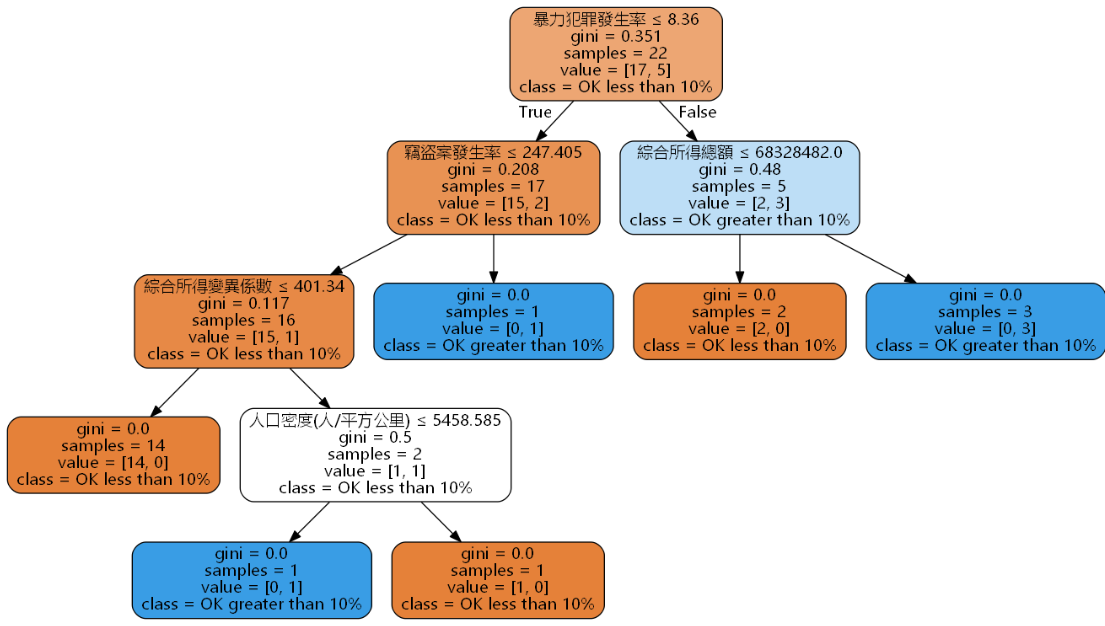 暴力犯罪發生率 ≤ 8.36
gini = 0.351
samples = 22
value = [17, 5]
class = OK less than 10%
True
False
竊盜案發生率 ≤ 247.405
gini = 0.208
samples = 17
value = [15, 2]
class = OK less than 10%
綜合所得總額 ≤ 68328482.0
gini = 0.48
samples = 5
value = [2, 3]
class = OK greater than 10%
綜合所得變異係數 ≤ 401.34
gini = 0.117
samples = 16
value = [15, 1]
class = OK less than 10%
gini = 0.0
samples = 1
value = [0, 1]
class = OK greater than 10%
gini = 0.0
samples = 2
value = [2, 0]
class = OK less than 10%
gini = 0.0
samples = 3
value = [0, 3]
class = OK greater than 10%
gini = 0.0
samples = 14
value = [14, 0]
class = OK less than 10%
人口密度(人/平方公里) ≤ 5458.585
gini = 0.5
samples = 2
value = [1, 1]
class = OK less than 10%
gini = 0.0
samples = 1
value = [0, 1]
class = OK greater than 10%
gini = 0.0
samples = 1
value = [1, 0]
class = OK less than 10%